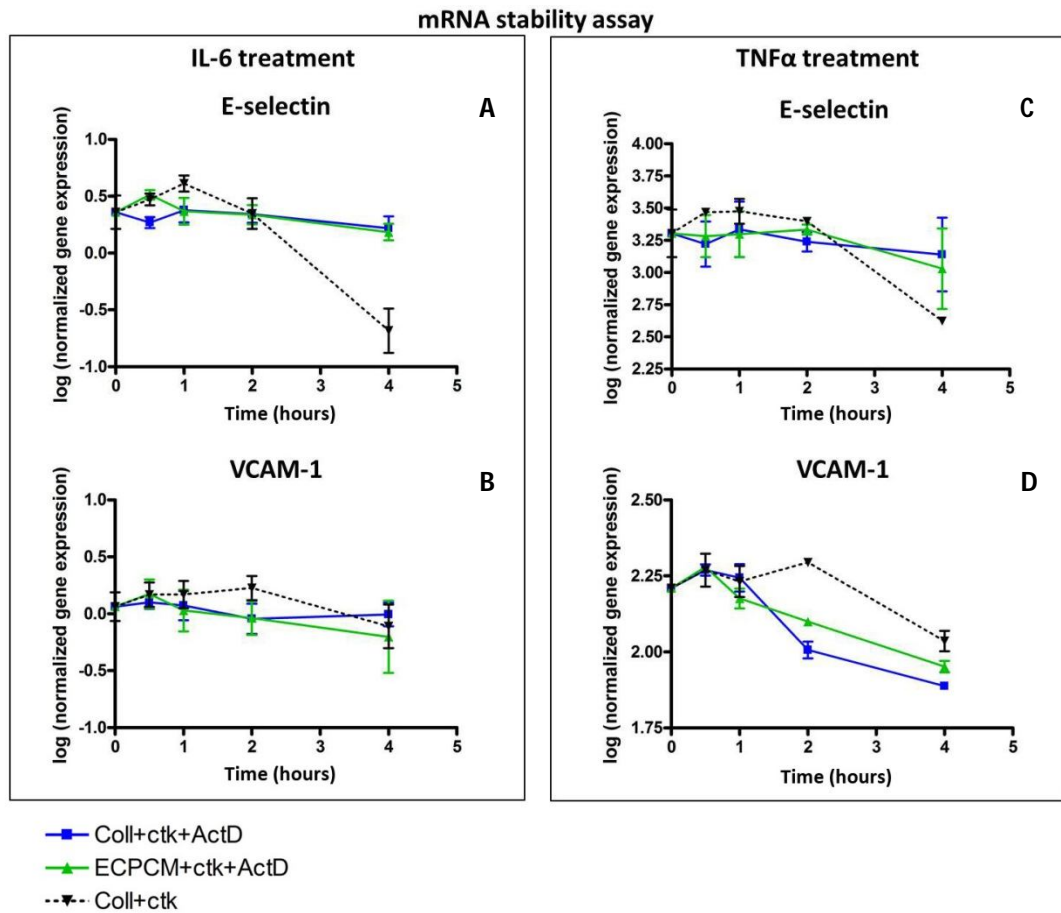 mRNA stability assay
IL-6 treatment
E-selectin
A
log (normalized gene expression)
1.0
0.5
0.0
-0.5
-1.0
0 1 2 3 4 5
Time (hours)
VCAM-1
B
log (normalized gene expression)
1.0
0.5
0.0
-0.5
-1.0
0 1 2 3 4 5
Time (hours)
TNFα treatment
E-selectin
C
log (normalized gene expression)
4.00
3.75
3.50
3.25
3.00
2.75
2.50
2.25
0 1 2 3 4 5
Time (hours)
VCAM-1
D
log (normalized gene expression)
2.50
2.25
2.00
1.75
0 1 2 3 4 5
Time (hours)
Coll+ctk+ActD
ECPCM+ctk+ActD
Coll+ctk